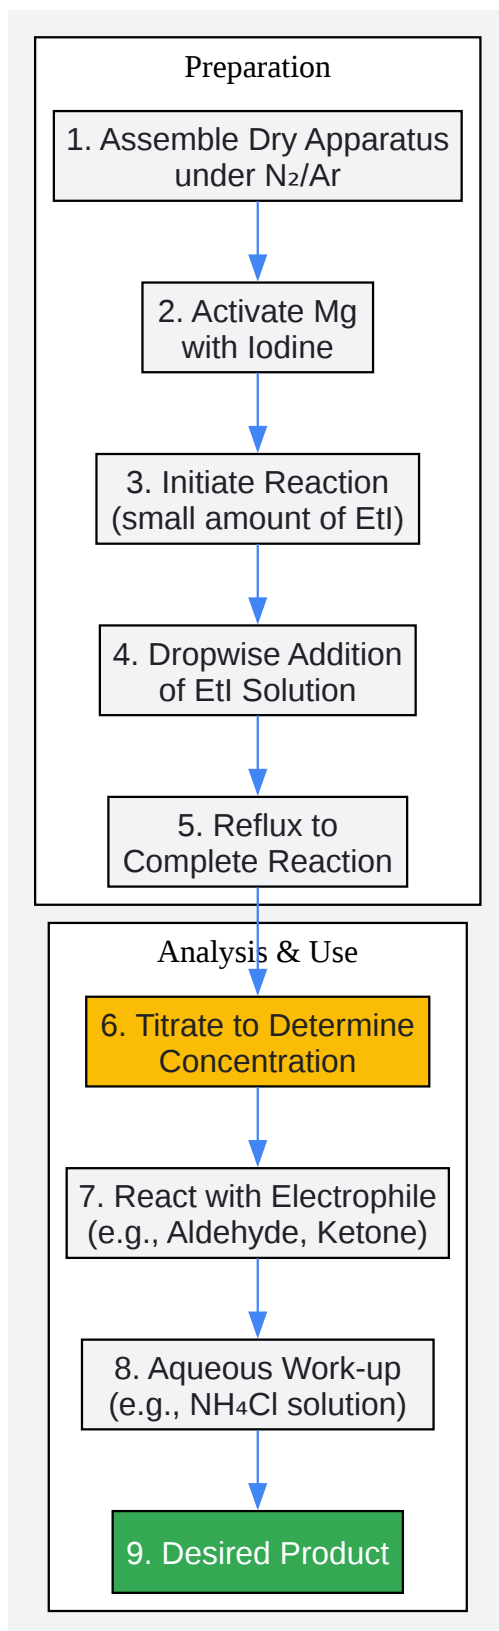 Preparation
1. Assemble Dry Apparatus
under N₂/Ar
2. Activate Mg
with Iodine
3. Initiate Reaction
(small amount of EtI)
4. Dropwise Addition
of EtI Solution
5. Reflux to
Complete Reaction
Analysis & Use
6. Titrate to Determine
Concentration
7. React with Electrophile
(e.g., Aldehyde, Ketone)
8. Aqueous Work-up
(e.g., NH₄Cl solution)
9. Desired Product